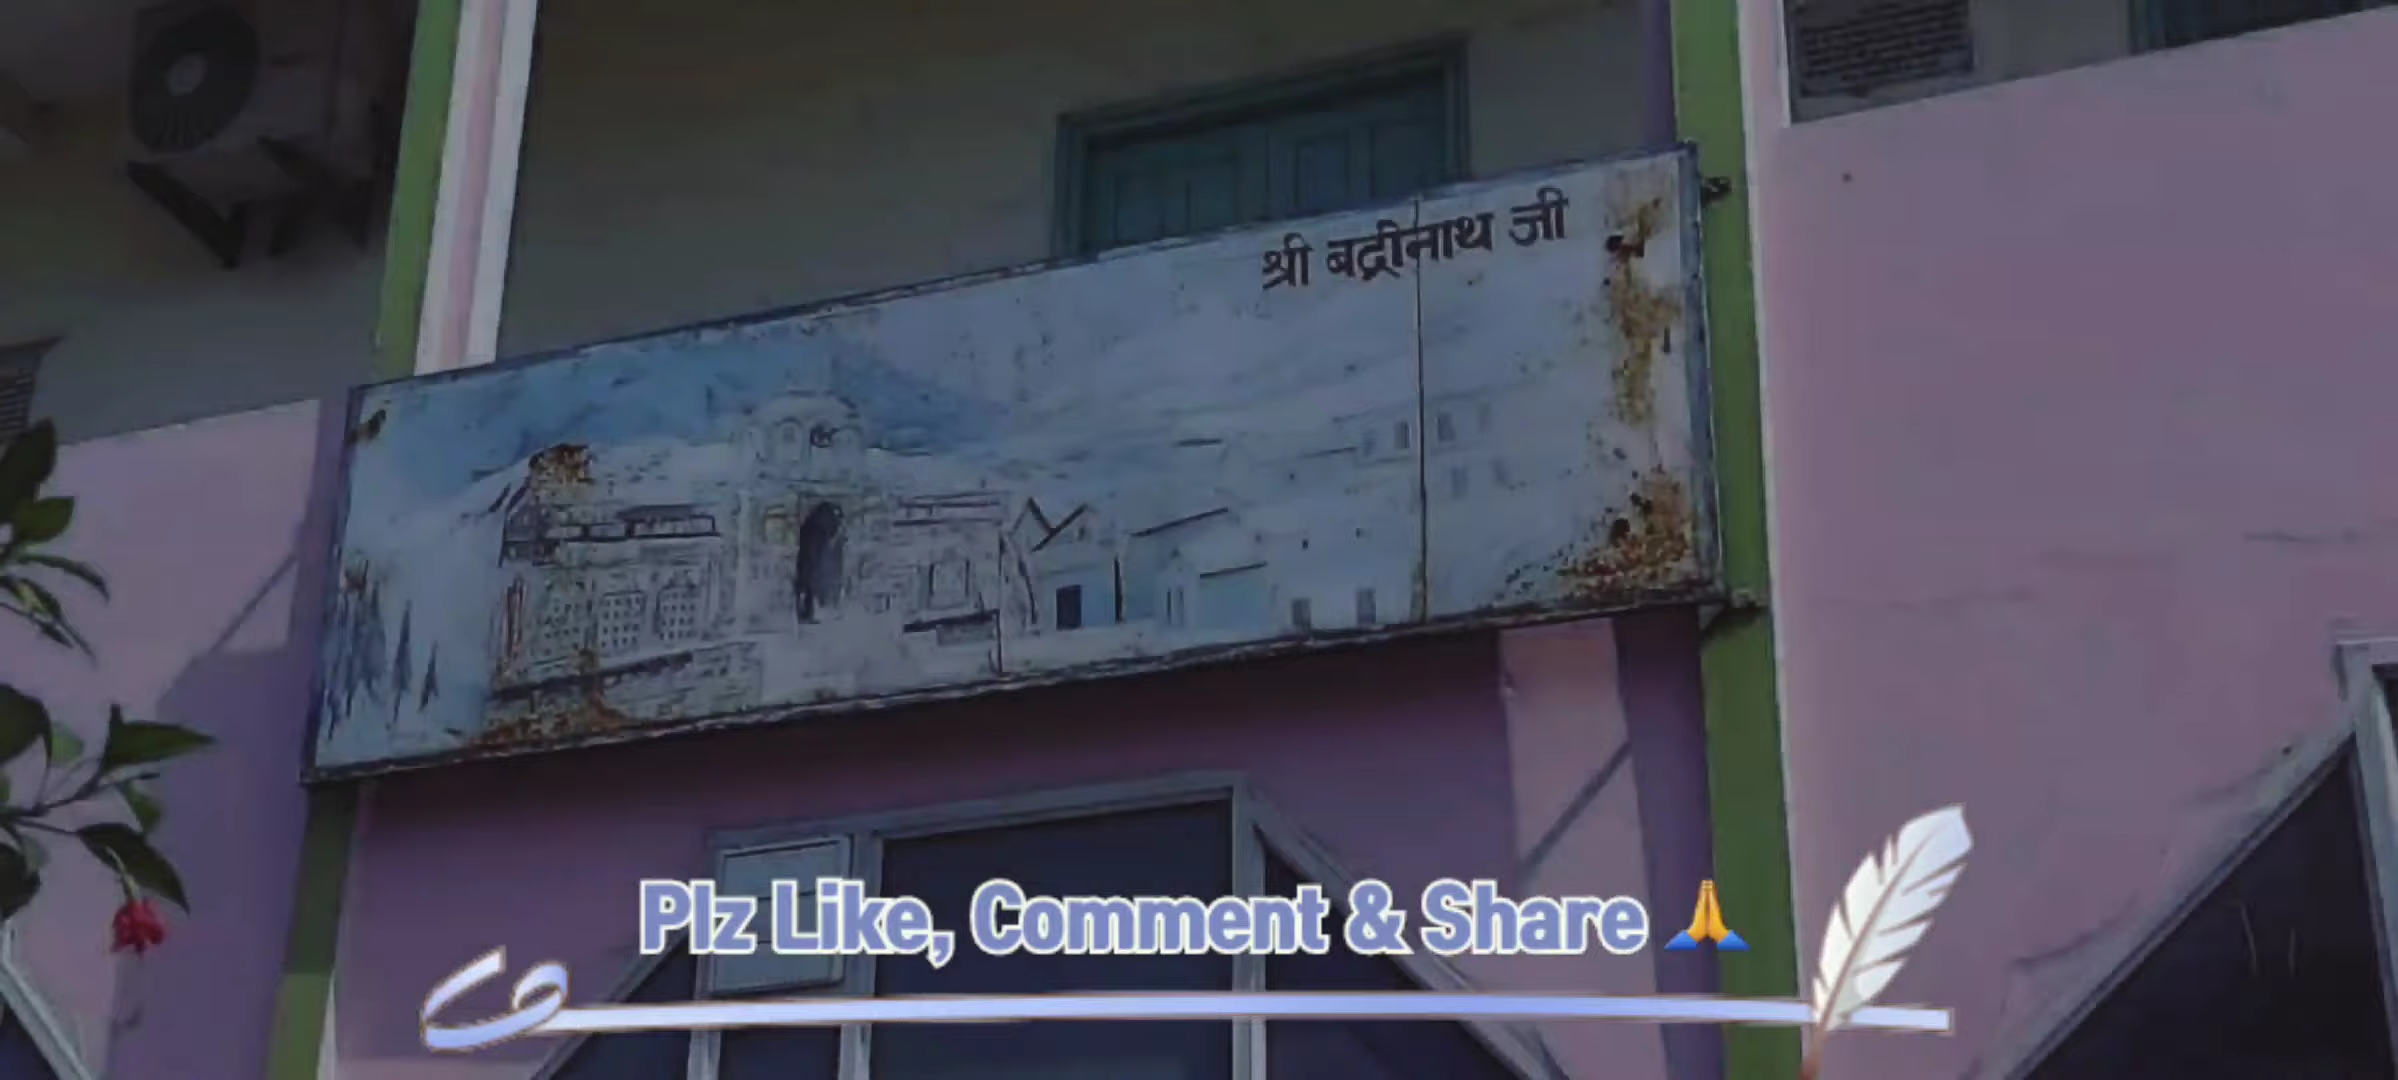 श्री बद्रीनाथ जी
Plz Like, Comment & Share 🙏